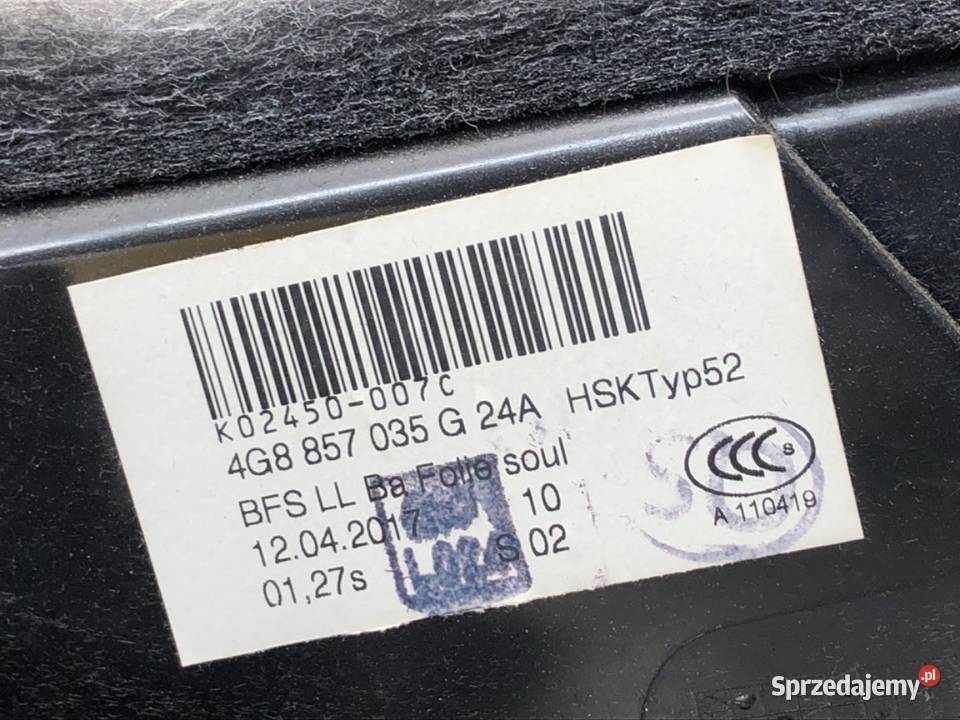 K02450-007C
4G8 857 035 G 24A HSKTyp52
BFS LL Ba Folie soul
12.04.2017 10
01,27s S 02
CCC S
A 110419
L082
Sprzedajemy.pl